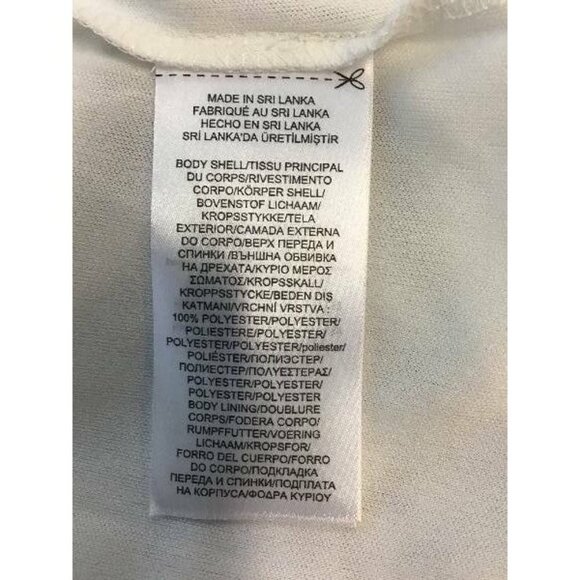 MADE IN SRI LANKA
FABRIQUÉ AU SRI LANKA
HECHO EN SRI LANKA
SRİ LANKA'DA ÜRETİLMİŞTİR
BODY SHELL/TISSU PRINCIPAL
DU CORPS/RIVESTIMENTO
CORPO/KÖRPER SHELL/
BOVENSTOF LICHAAM/
KROPSSTYKKE/TELA
EXTERIOR/CAMADA EXTERNA
DO CORPO/ВЕРХ ПЕРЕДА И
СПИНКИ/ВЪНШНА ОБВИВКА
НА ДРЕХАТА/ΚΥΡΙΟ ΜΕΡΟΣ
ΣΩΜΑΤΟΣ/KROPSSKALL/
KROPPSSTYCKE/BEDEN DIŞ
KATMANI/VRCHNÍ VRSTVA :
100% POLYESTER/POLYESTER/
POLIESTERE/POLYESTER/
POLYESTER/POLYESTER/poliester/
POLIÉSTER/ПОЛИЭСТЕР/
ПОЛИЕСТЕР/ΠΟΛΥΕΣΤΕΡΑΣ/
POLYESTER/POLYESTER/
POLYESTER/POLYESTER
BODY LINING/DOUBLURE
CORPS/FODERA CORPO/
RUMPFFUTTER/VOERING
LICHAAM/KROPSFOR/
FORRO DEL CUERPO/FORRO
DO CORPO/ПОДКЛАДКА
ПЕРЕДА И СПИНКИ/ПОДПЛАТА
НА КОРПУСА/ΦΟΔΡΑ ΚΥΡΙΟΥ